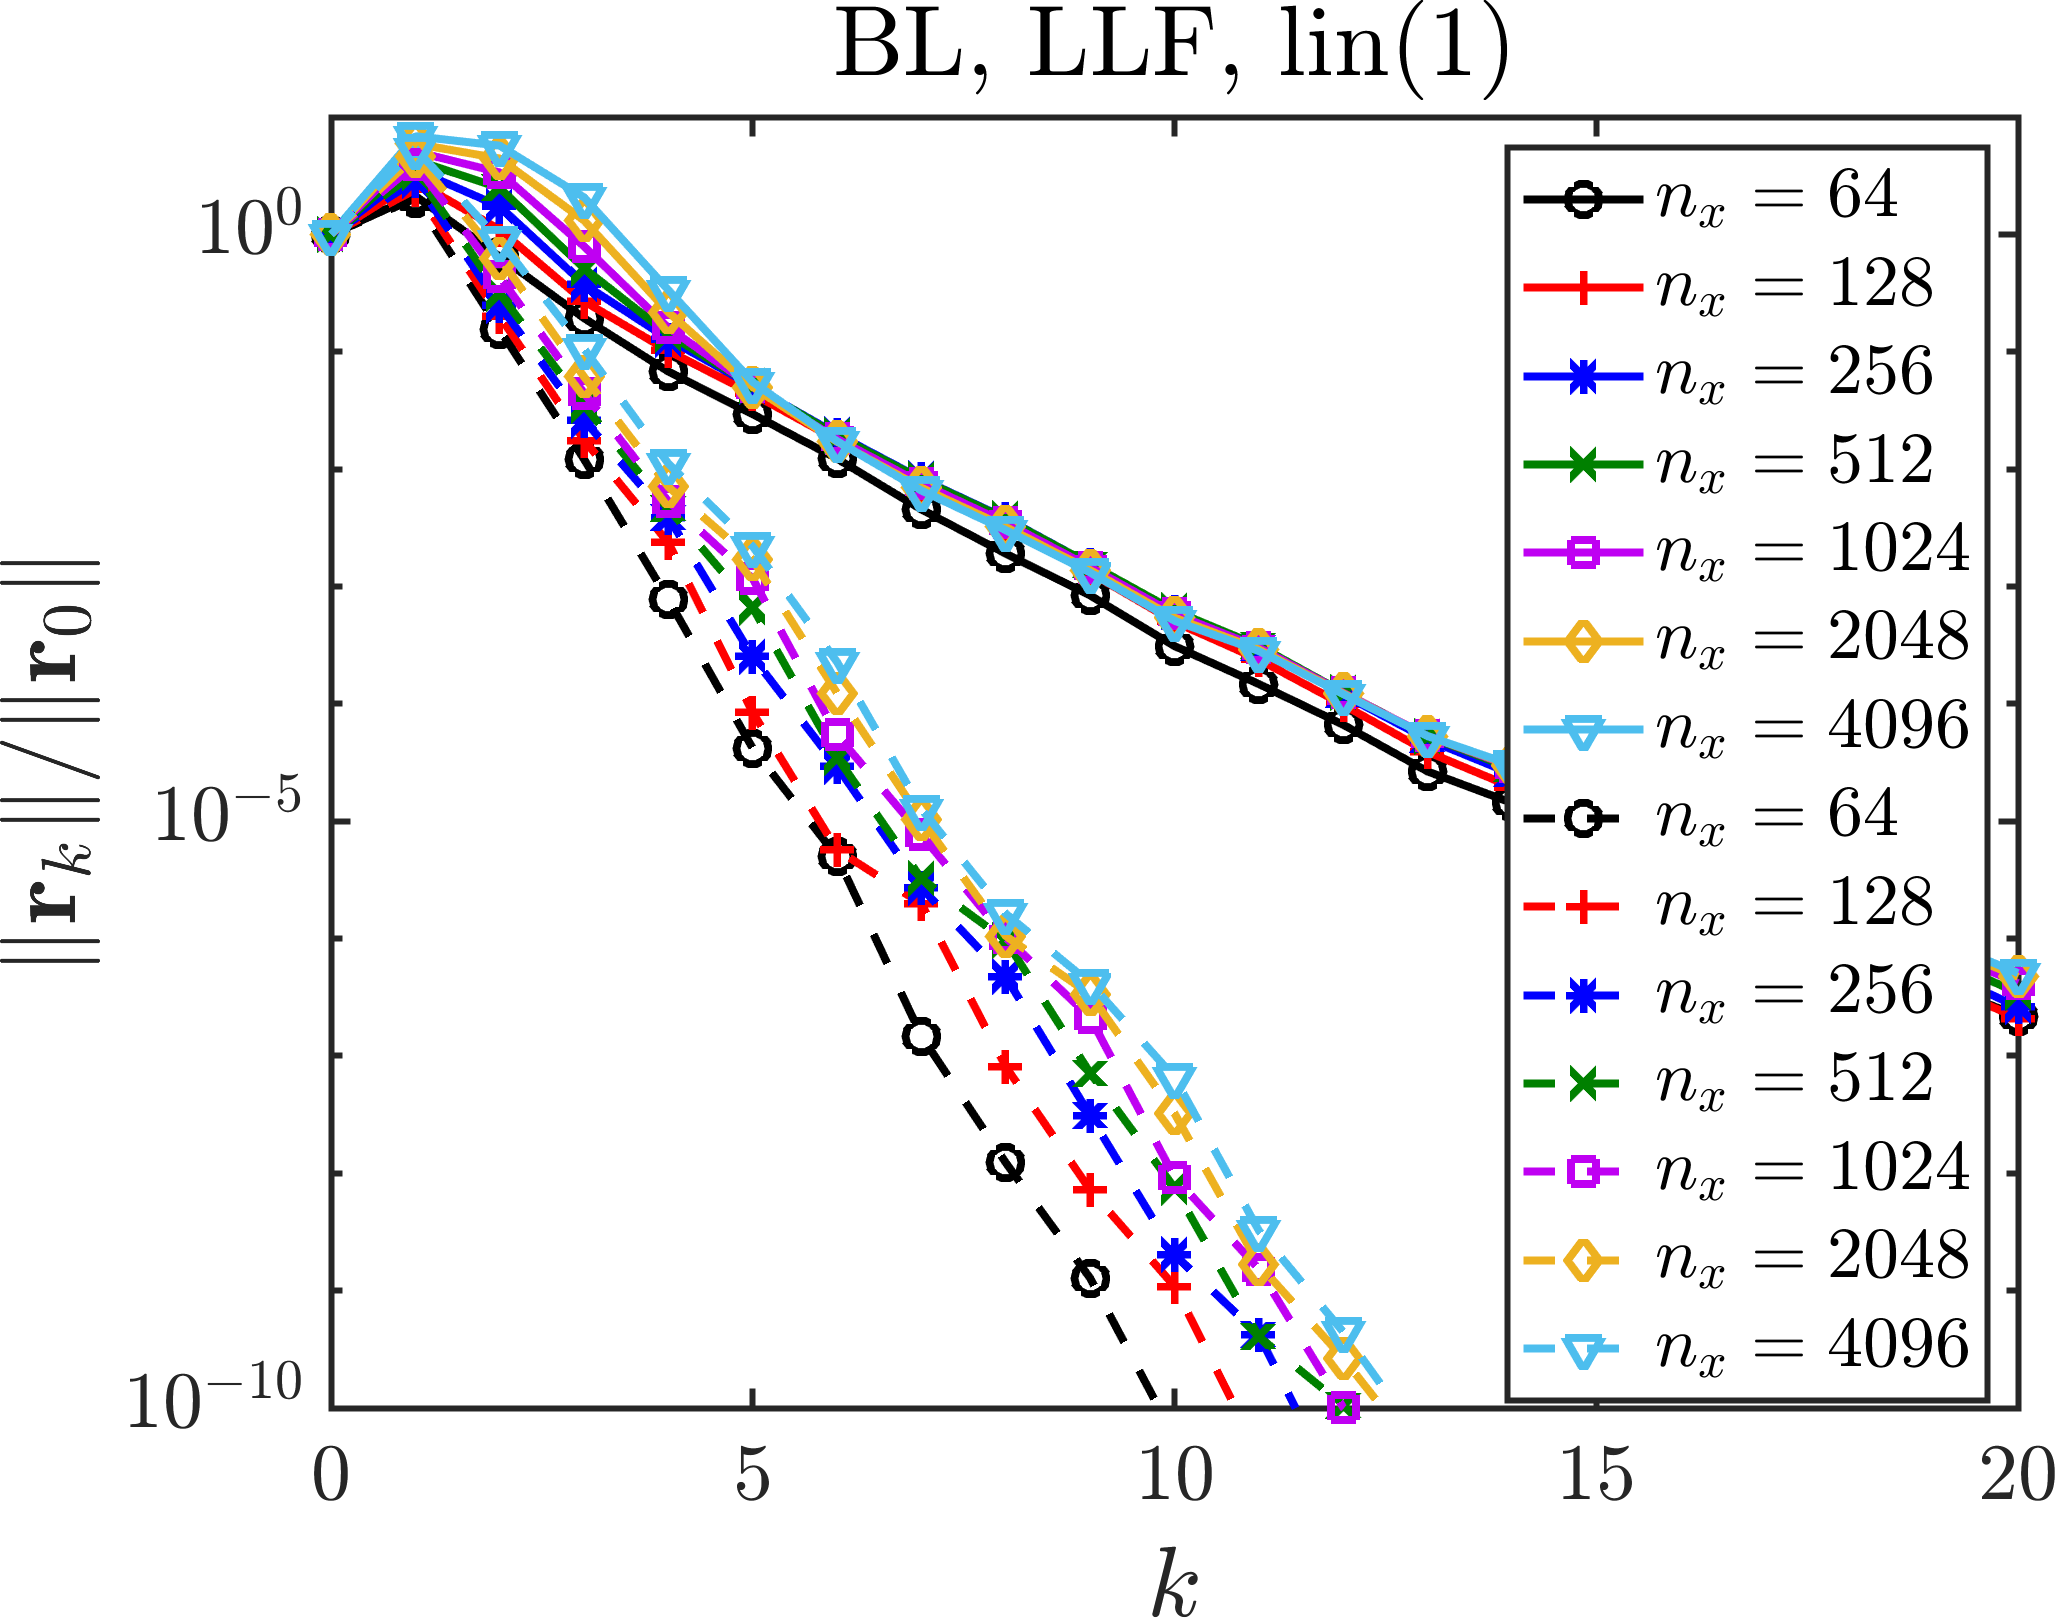 BL, LLF, lin(1)
10⁰
10⁻⁵
10⁻¹⁰
‖r_k‖/‖r_0‖
0 5 10 15 20
k
n_x = 64
n_x = 128
n_x = 256
n_x = 512
n_x = 1024
n_x = 2048
n_x = 4096
n_x = 64
n_x = 128
n_x = 256
n_x = 512
n_x = 1024
n_x = 2048
n_x = 4096